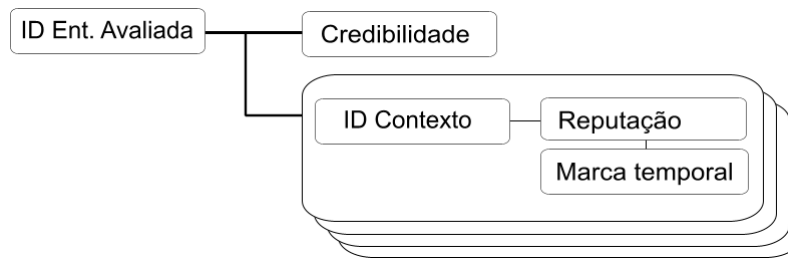 ID Ent. Avaliada
Credibilidade
ID Contexto
Reputação
Marca temporal